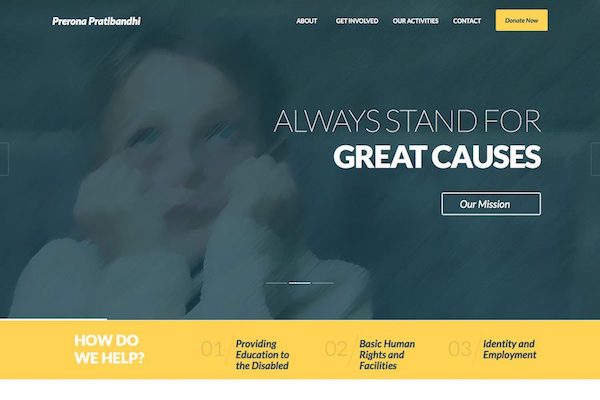 Prerona Pratibandhi
ABOUT GET INVOLVED OUR ACTIVITIES CONTACT Donate Now
ALWAYS STAND FOR
GREAT CAUSES
Our Mission
HOW DO
WE HELP?
01
Providing
Education to
the Disabled
02
Basic Human
Rights and
Facilities
03
Identity and
Employment